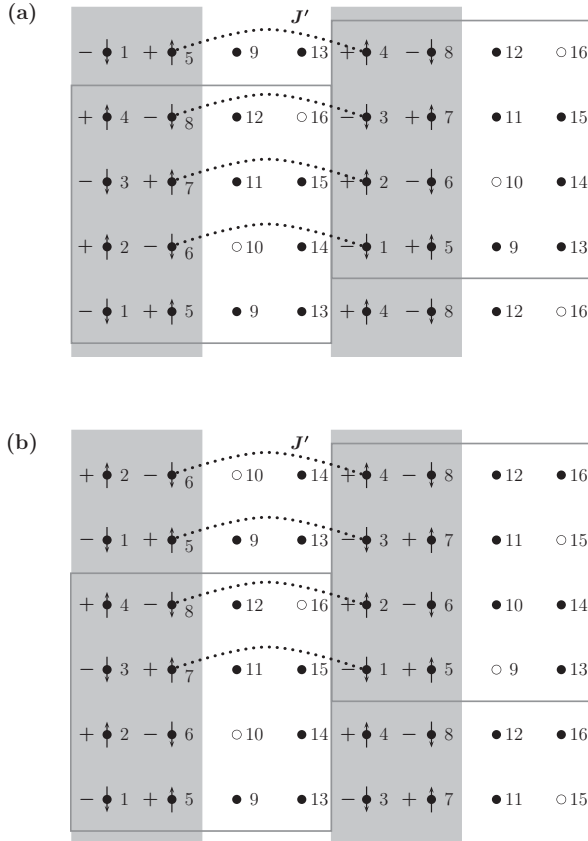 (a)
J′
− 1 + 5 9 13 + 4 − 8 12 16
+ 4 − 8 12 16 − 3 + 7 11 15
− 3 + 7 11 15 + 2 − 6 10 14
+ 2 − 6 10 14 − 1 + 5 9 13
− 1 + 5 9 13 + 4 − 8 12 16
(b)
J′
+ 2 − 6 10 14 + 4 − 8 12 16
− 1 + 5 9 13 − 3 + 7 11 15
+ 4 − 8 12 16 + 2 − 6 10 14
− 3 + 7 11 15 − 1 + 5 9 13
+ 2 − 6 10 14 + 4 − 8 12 16
− 1 + 5 9 13 − 3 + 7 11 15